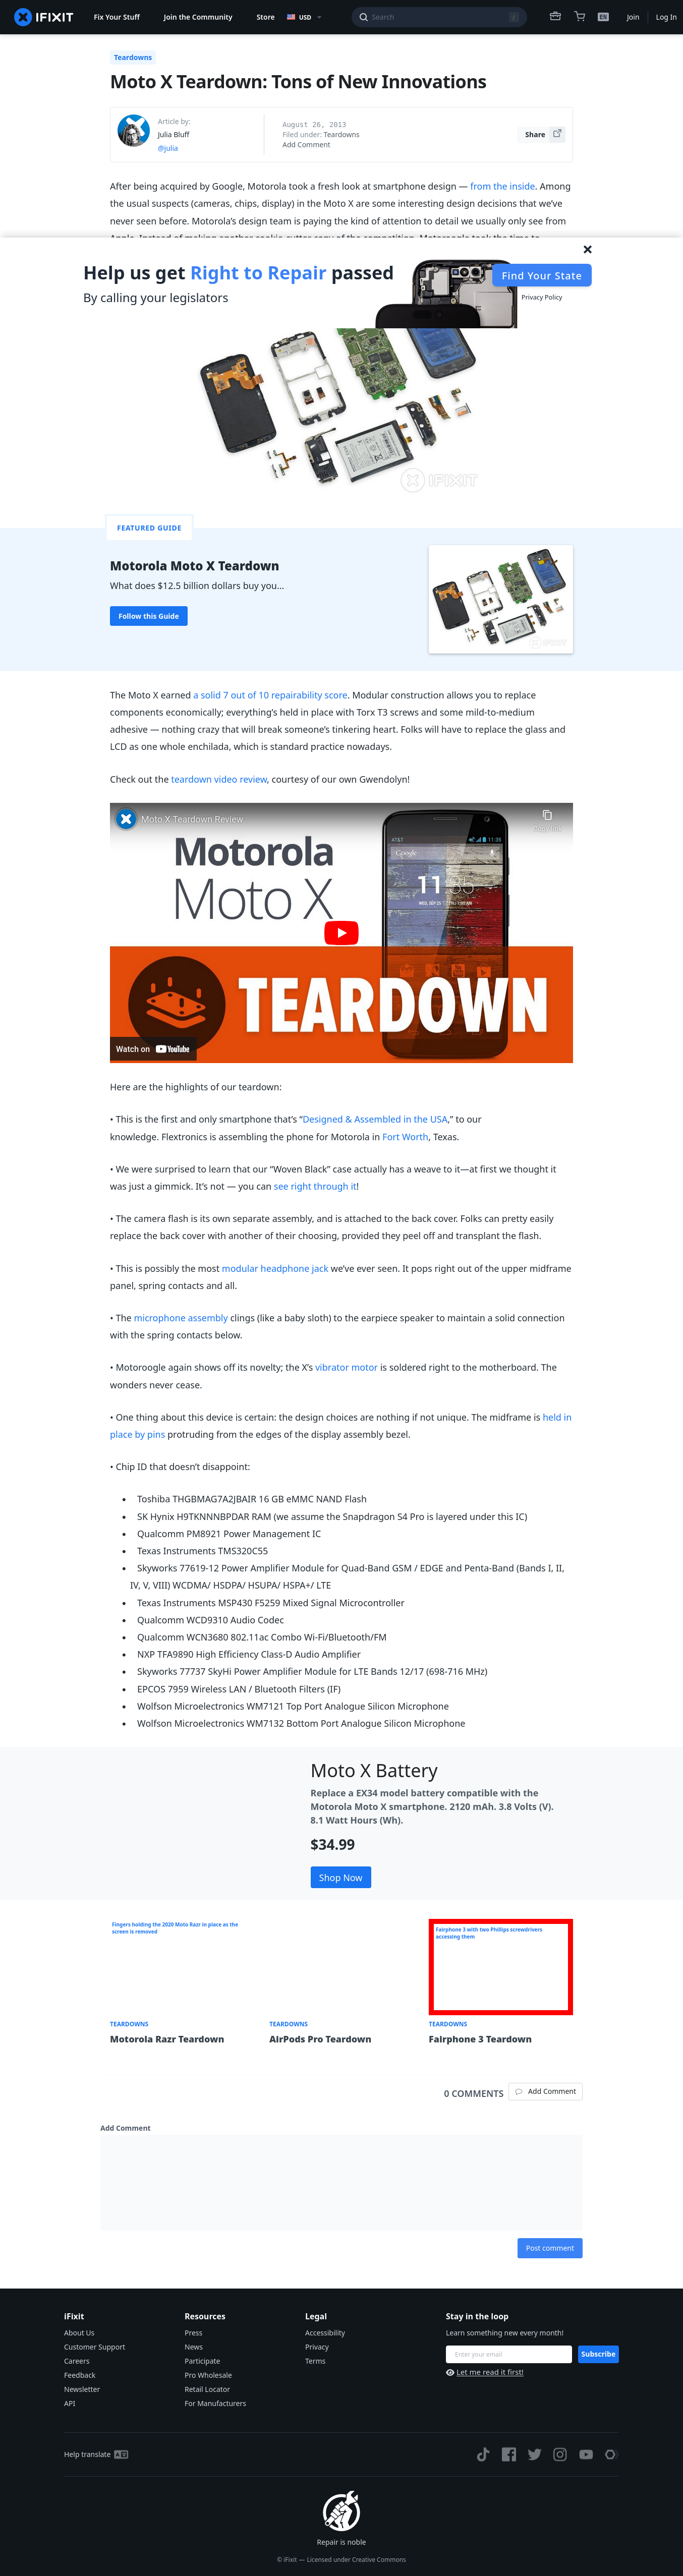 IFIXIT
Fix Your Stuff
Join the Community
Store
USD
Search
/
EN
Join
Log In
Teardowns
Moto X Teardown: Tons of New Innovations
Article by:
Julia Bluff
@julia
August 26, 2013
Filed under: Teardowns
Add Comment
Share
After being acquired by Google, Motorola took a fresh look at smartphone design — from the inside. Among
the usual suspects (cameras, chips, display) in the Moto X are some interesting design decisions that we've
never seen before. Motorola's design team is paying the kind of attention to detail we usually only see from
Help us get Right to Repair passed
By calling your legislators
Find Your State
Privacy Policy
IFIXIT
FEATURED GUIDE
Motorola Moto X Teardown
What does $12.5 billion dollars buy you...
Follow this Guide
The Moto X earned a solid 7 out of 10 repairability score. Modular construction allows you to replace
components economically; everything's held in place with Torx T3 screws and some mild-to-medium
adhesive — nothing crazy that will break someone's tinkering heart. Folks will have to replace the glass and
LCD as one whole enchilada, which is standard practice nowadays.
Check out the teardown video review, courtesy of our own Gwendolyn!
Moto X Teardown Review
Copy link
Motorola
Moto X
AT&T
11:35
Google
11:35
TEARDOWN
Watch on YouTube
Here are the highlights of our teardown:
• This is the first and only smartphone that's “Designed & Assembled in the USA,” to our
knowledge. Flextronics is assembling the phone for Motorola in Fort Worth, Texas.
• We were surprised to learn that our “Woven Black” case actually has a weave to it—at first we thought it
was just a gimmick. It's not — you can see right through it!
• The camera flash is its own separate assembly, and is attached to the back cover. Folks can pretty easily
replace the back cover with another of their choosing, provided they peel off and transplant the flash.
• This is possibly the most modular headphone jack we've ever seen. It pops right out of the upper midframe
panel, spring contacts and all.
• The microphone assembly clings (like a baby sloth) to the earpiece speaker to maintain a solid connection
with the spring contacts below.
• Motoroogle again shows off its novelty; the X's vibrator motor is soldered right to the motherboard. The
wonders never cease.
• One thing about this device is certain: the design choices are nothing if not unique. The midframe is held in
place by pins protruding from the edges of the display assembly bezel.
• Chip ID that doesn't disappoint:
• Toshiba THGBMAG7A2JBAIR 16 GB eMMC NAND Flash
• SK Hynix H9TKNNNBPDAR RAM (we assume the Snapdragon S4 Pro is layered under this IC)
• Qualcomm PM8921 Power Management IC
• Texas Instruments TMS320C55
• Skyworks 77619-12 Power Amplifier Module for Quad-Band GSM / EDGE and Penta-Band (Bands I, II,
IV, V, VIII) WCDMA/ HSDPA/ HSUPA/ HSPA+/ LTE
• Texas Instruments MSP430 F5259 Mixed Signal Microcontroller
• Qualcomm WCD9310 Audio Codec
• Qualcomm WCN3680 802.11ac Combo Wi-Fi/Bluetooth/FM
• NXP TFA9890 High Efficiency Class-D Audio Amplifier
• Skyworks 77737 SkyHi Power Amplifier Module for LTE Bands 12/17 (698-716 MHz)
• EPCOS 7959 Wireless LAN / Bluetooth Filters (IF)
• Wolfson Microelectronics WM7121 Top Port Analogue Silicon Microphone
• Wolfson Microelectronics WM7132 Bottom Port Analogue Silicon Microphone
Moto X Battery
Replace a EX34 model battery compatible with the
Motorola Moto X smartphone. 2120 mAh. 3.8 Volts (V).
8.1 Watt Hours (Wh).
$34.99
Shop Now
Fingers holding the 2020 Moto Razr in place as the
screen is removed
Fairphone 3 with two Phillips screwdrivers
accessing them
TEARDOWNS
Motorola Razr Teardown
TEARDOWNS
AirPods Pro Teardown
TEARDOWNS
Fairphone 3 Teardown
0 COMMENTS
Add Comment
Add Comment
Post comment
iFixit
About Us
Customer Support
Careers
Feedback
Newsletter
API
Resources
Press
News
Participate
Pro Wholesale
Retail Locator
For Manufacturers
Legal
Accessibility
Privacy
Terms
Stay in the loop
Learn something new every month!
Enter your email
Subscribe
Let me read it first!
Help translate
Repair is noble
© iFixit — Licensed under Creative Commons